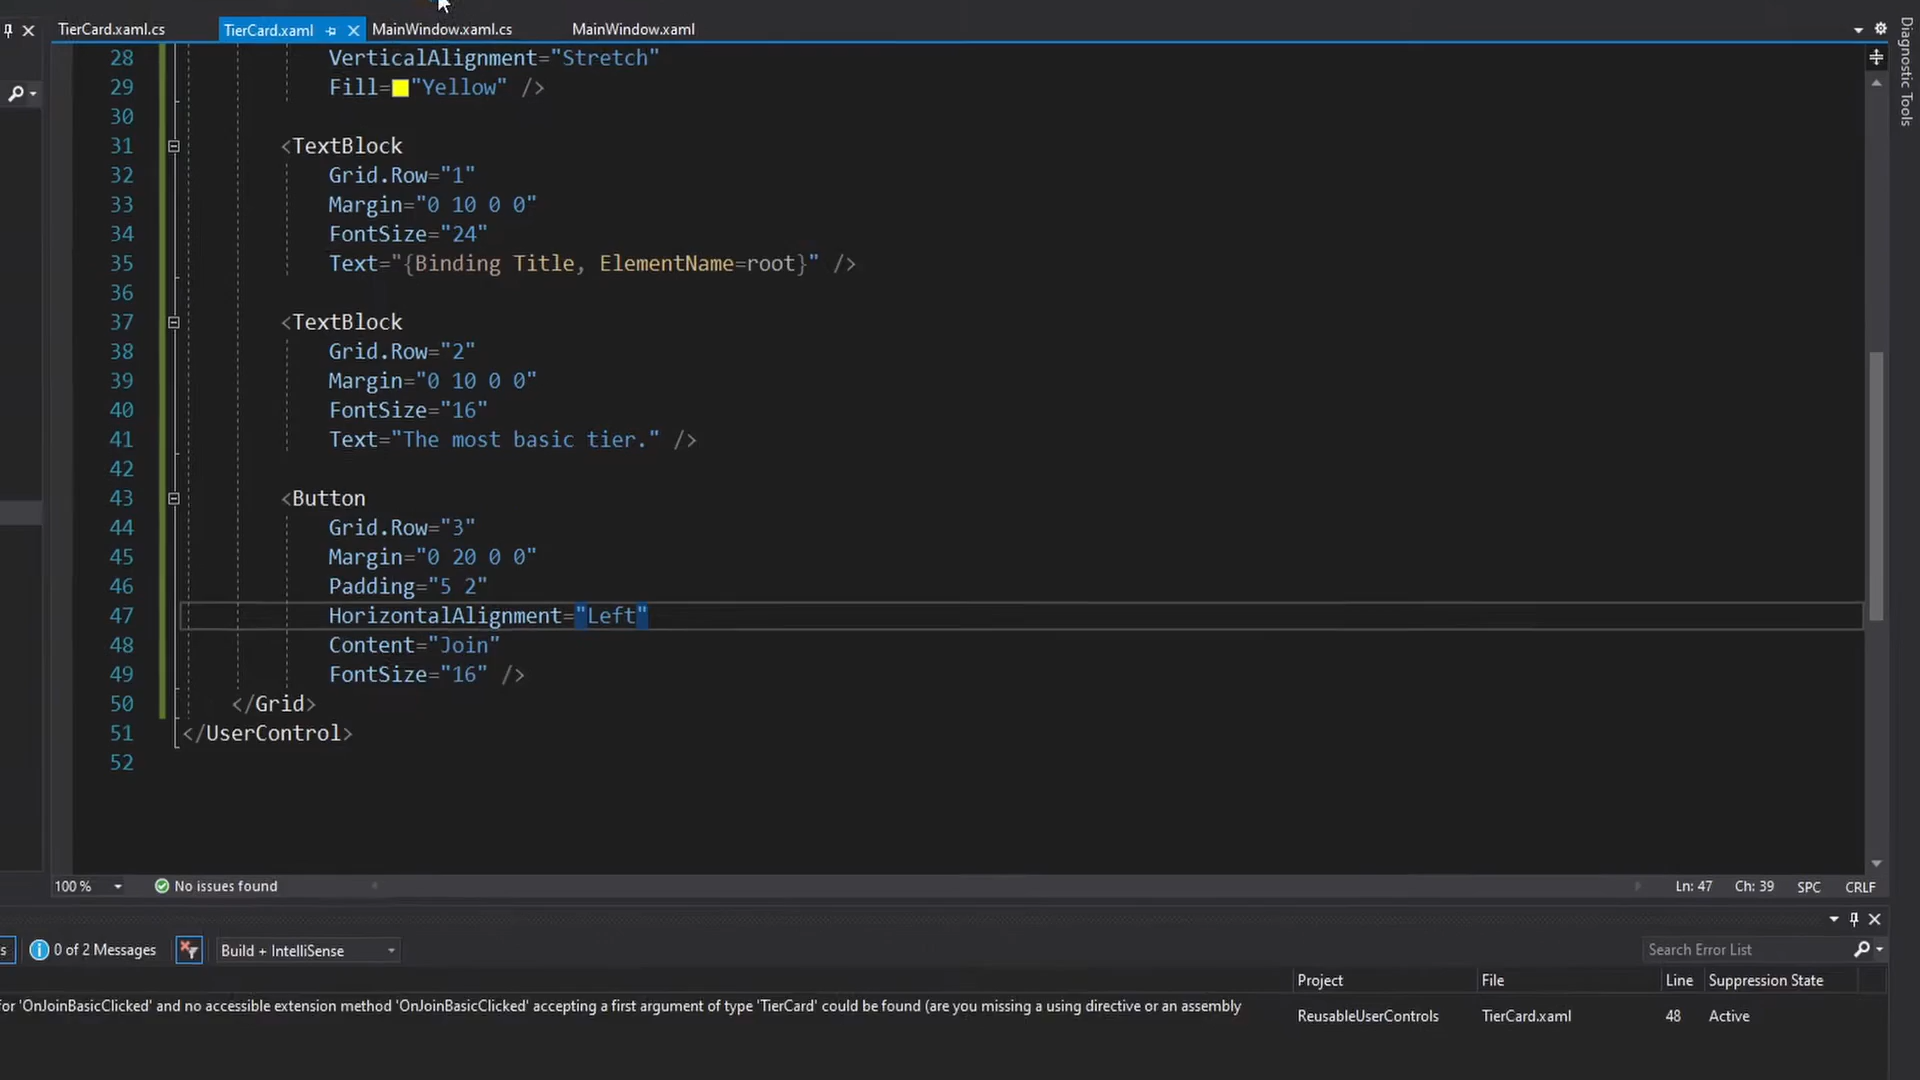 TierCard.xaml.cs TierCard.xaml MainWindow.xaml.cs MainWindow.xaml
Diagnostic Tools
28 VerticalAlignment="Stretch"
29 Fill="Yellow" />
30
31 <TextBlock
32 Grid.Row="1"
33 Margin="0 10 0 0"
34 FontSize="24"
35 Text="{Binding Title, ElementName=root}" />
36
37 <TextBlock
38 Grid.Row="2"
39 Margin="0 10 0 0"
40 FontSize="16"
41 Text="The most basic tier." />
42
43 <Button
44 Grid.Row="3"
45 Margin="0 20 0 0"
46 Padding="5 2"
47 HorizontalAlignment="Left"
48 Content="Join"
49 FontSize="16" />
50 </Grid>
51 </UserControl>
52
100 % No issues found Ln: 47 Ch: 39 SPC CRLF
s 0 of 2 Messages Build + IntelliSense Search Error List
Project File Line Suppression State
for 'OnJoinBasicClicked' and no accessible extension method 'OnJoinBasicClicked' accepting a first argument of type 'TierCard' could be found (are you missing a using directive or an assembly
ReusableUserControls TierCard.xaml 48 Active